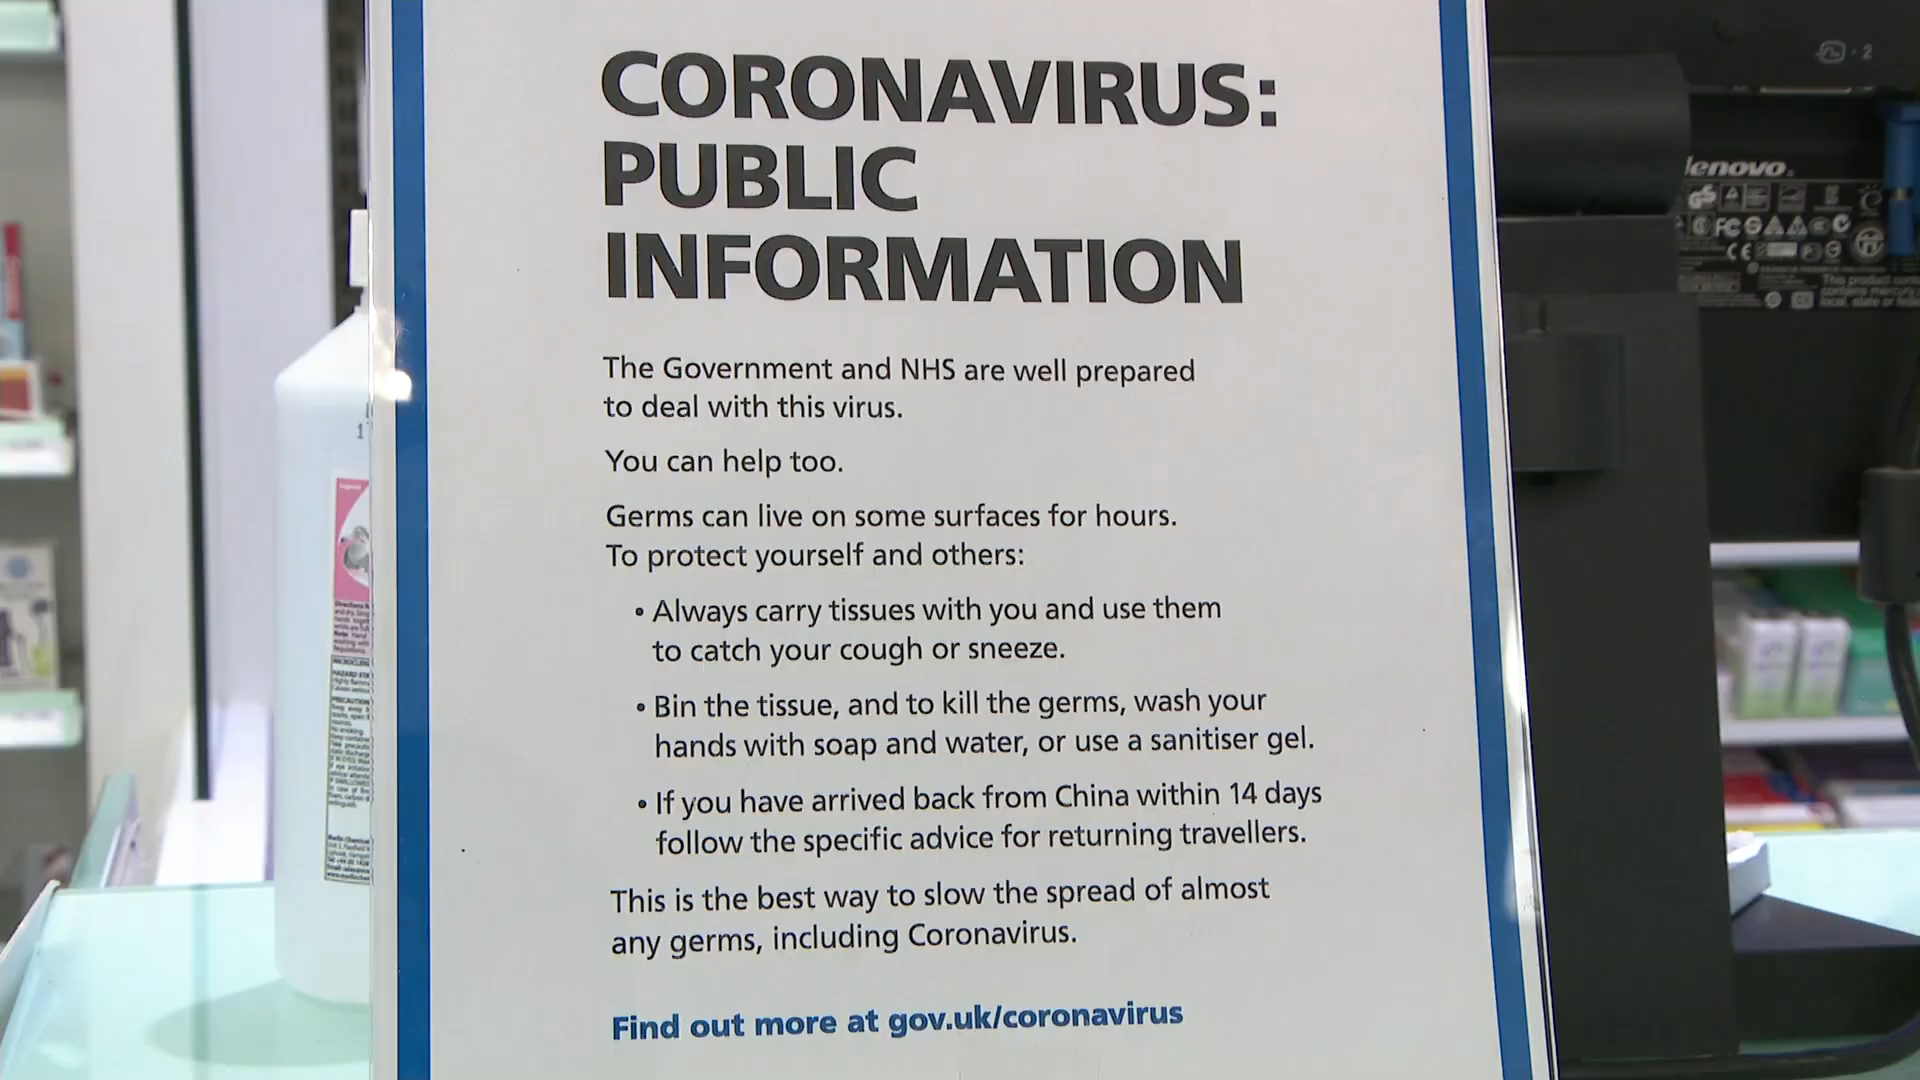 CORONAVIRUS:
PUBLIC
INFORMATION
The Government and NHS are well prepared
to deal with this virus.
You can help too.
Germs can live on some surfaces for hours.
To protect yourself and others:
• Always carry tissues with you and use them
to catch your cough or sneeze.
• Bin the tissue, and to kill the germs, wash your
hands with soap and water, or use a sanitiser gel.
• If you have arrived back from China within 14 days
follow the specific advice for returning travellers.
This is the best way to slow the spread of almost
any germs, including Coronavirus.
Find out more at gov.uk/coronavirus
lenovo